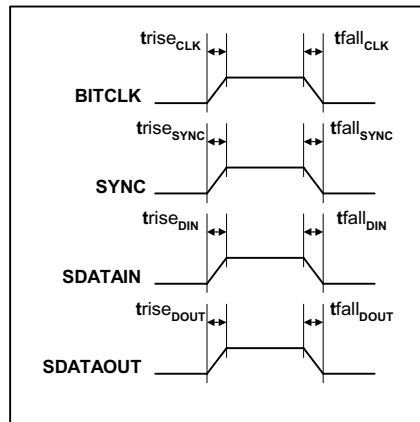 triseCLK tfallCLK
BITCLK
triseSYNC tfallSYNC
SYNC
triseDIN tfallDIN
SDATAIN
triseDOUT tfallDOUT
SDATAOUT